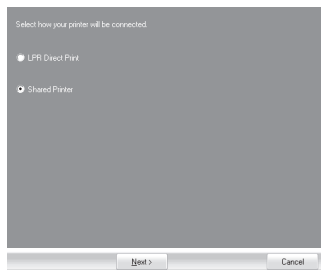 Select how your printer will be connected.
LPR Direct Print
Shared Printer
Next >
Cancel